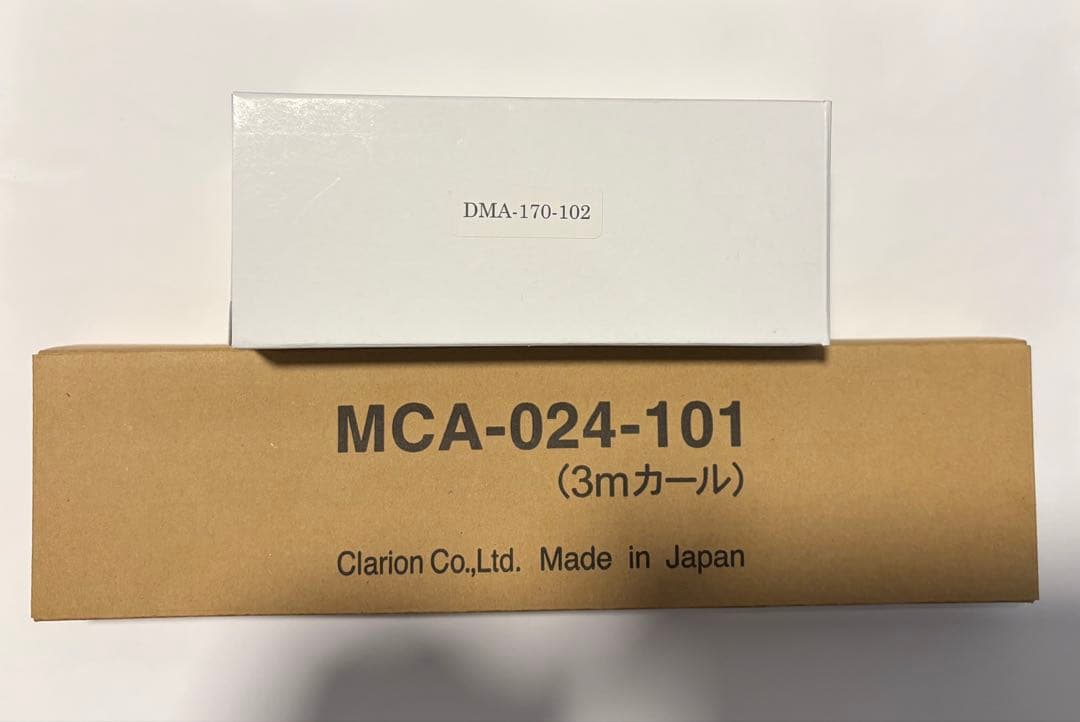 DMA-170-102
MCA-024-101
(3mカール)
Clarion Co.,Ltd. Made in Japan